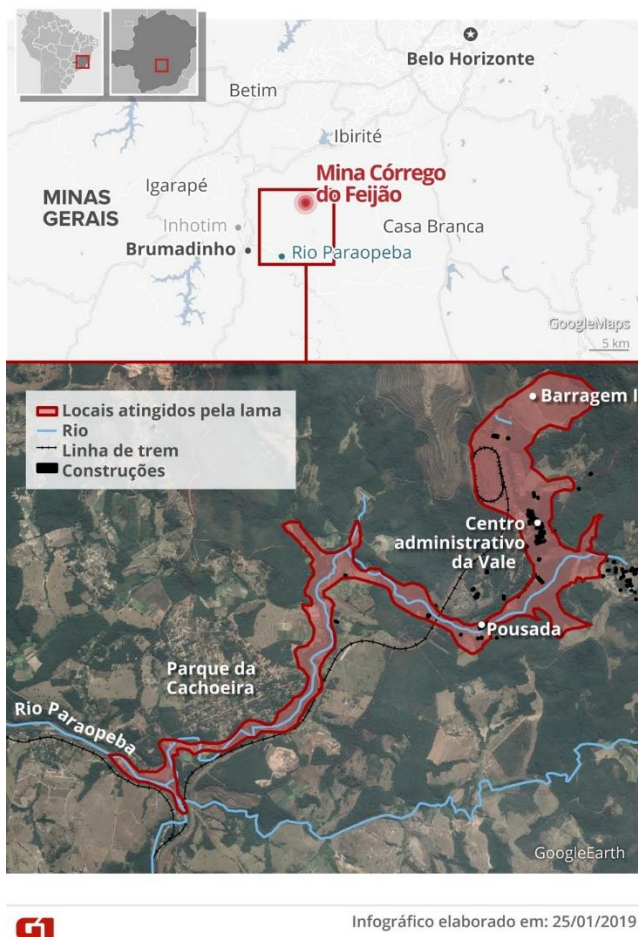 Belo Horizonte
Betim
Ibirité
Mina Córrego
do Feijão
Igarapé
MINAS
GERAIS
Inhotim
Casa Branca
Brumadinho
Rio Paraopeba
GoogleMaps
5 km
Locais atingidos pela lama
Rio
Linha de trem
Construções
Barragem I
Centro
administrativo
da Vale
Pousada
Parque da
Cachoeira
Rio Paraopeba
GoogleEarth
G1
Infográfico elaborado em: 25/01/2019